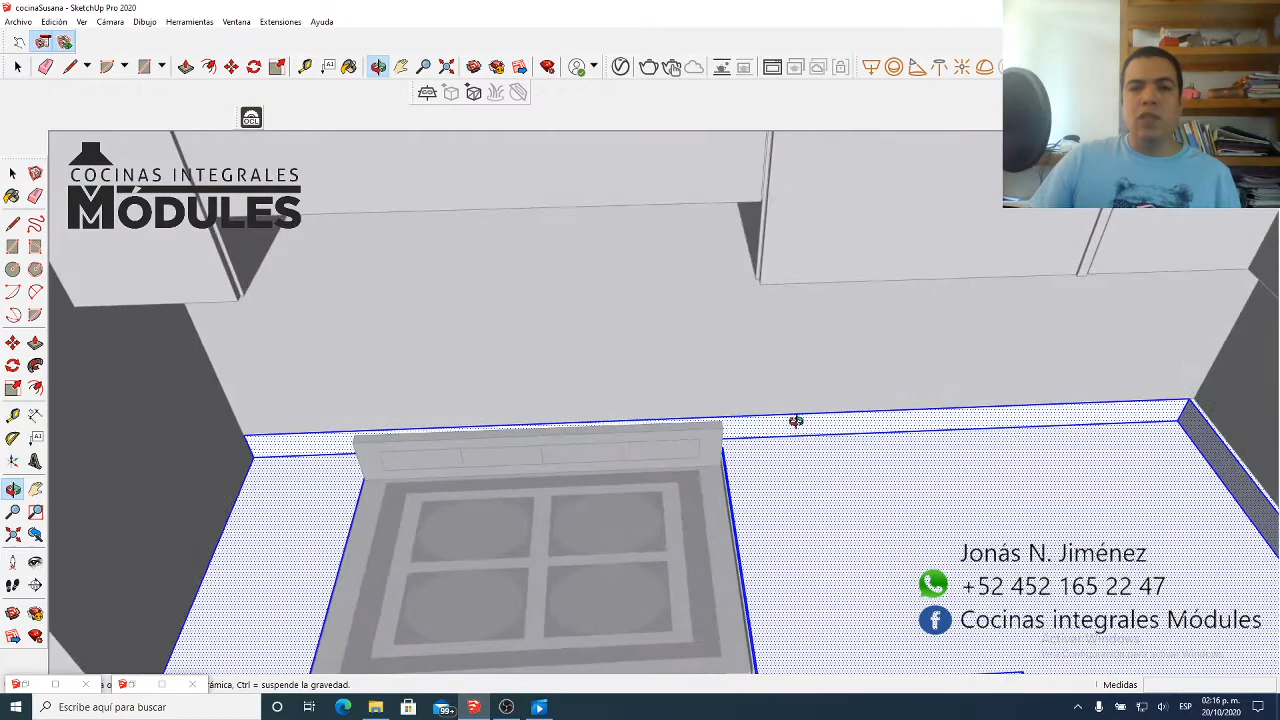 cocinaSusana - SketchUp Pro 2020
Archivo Edición Ver Cámara Dibujo Herramientas Ventana Extensiones Ayuda
OCL
COCINAS INTEGRALES
MÓDULES
Jonás N. Jiménez
+52 452 165 22 47
Cocinas integrales Módules
Ctrl = suspende la gravedad.
Medidas
Escribe aquí para buscar
99+
ESP
02:16 p. m.
20/10/2020